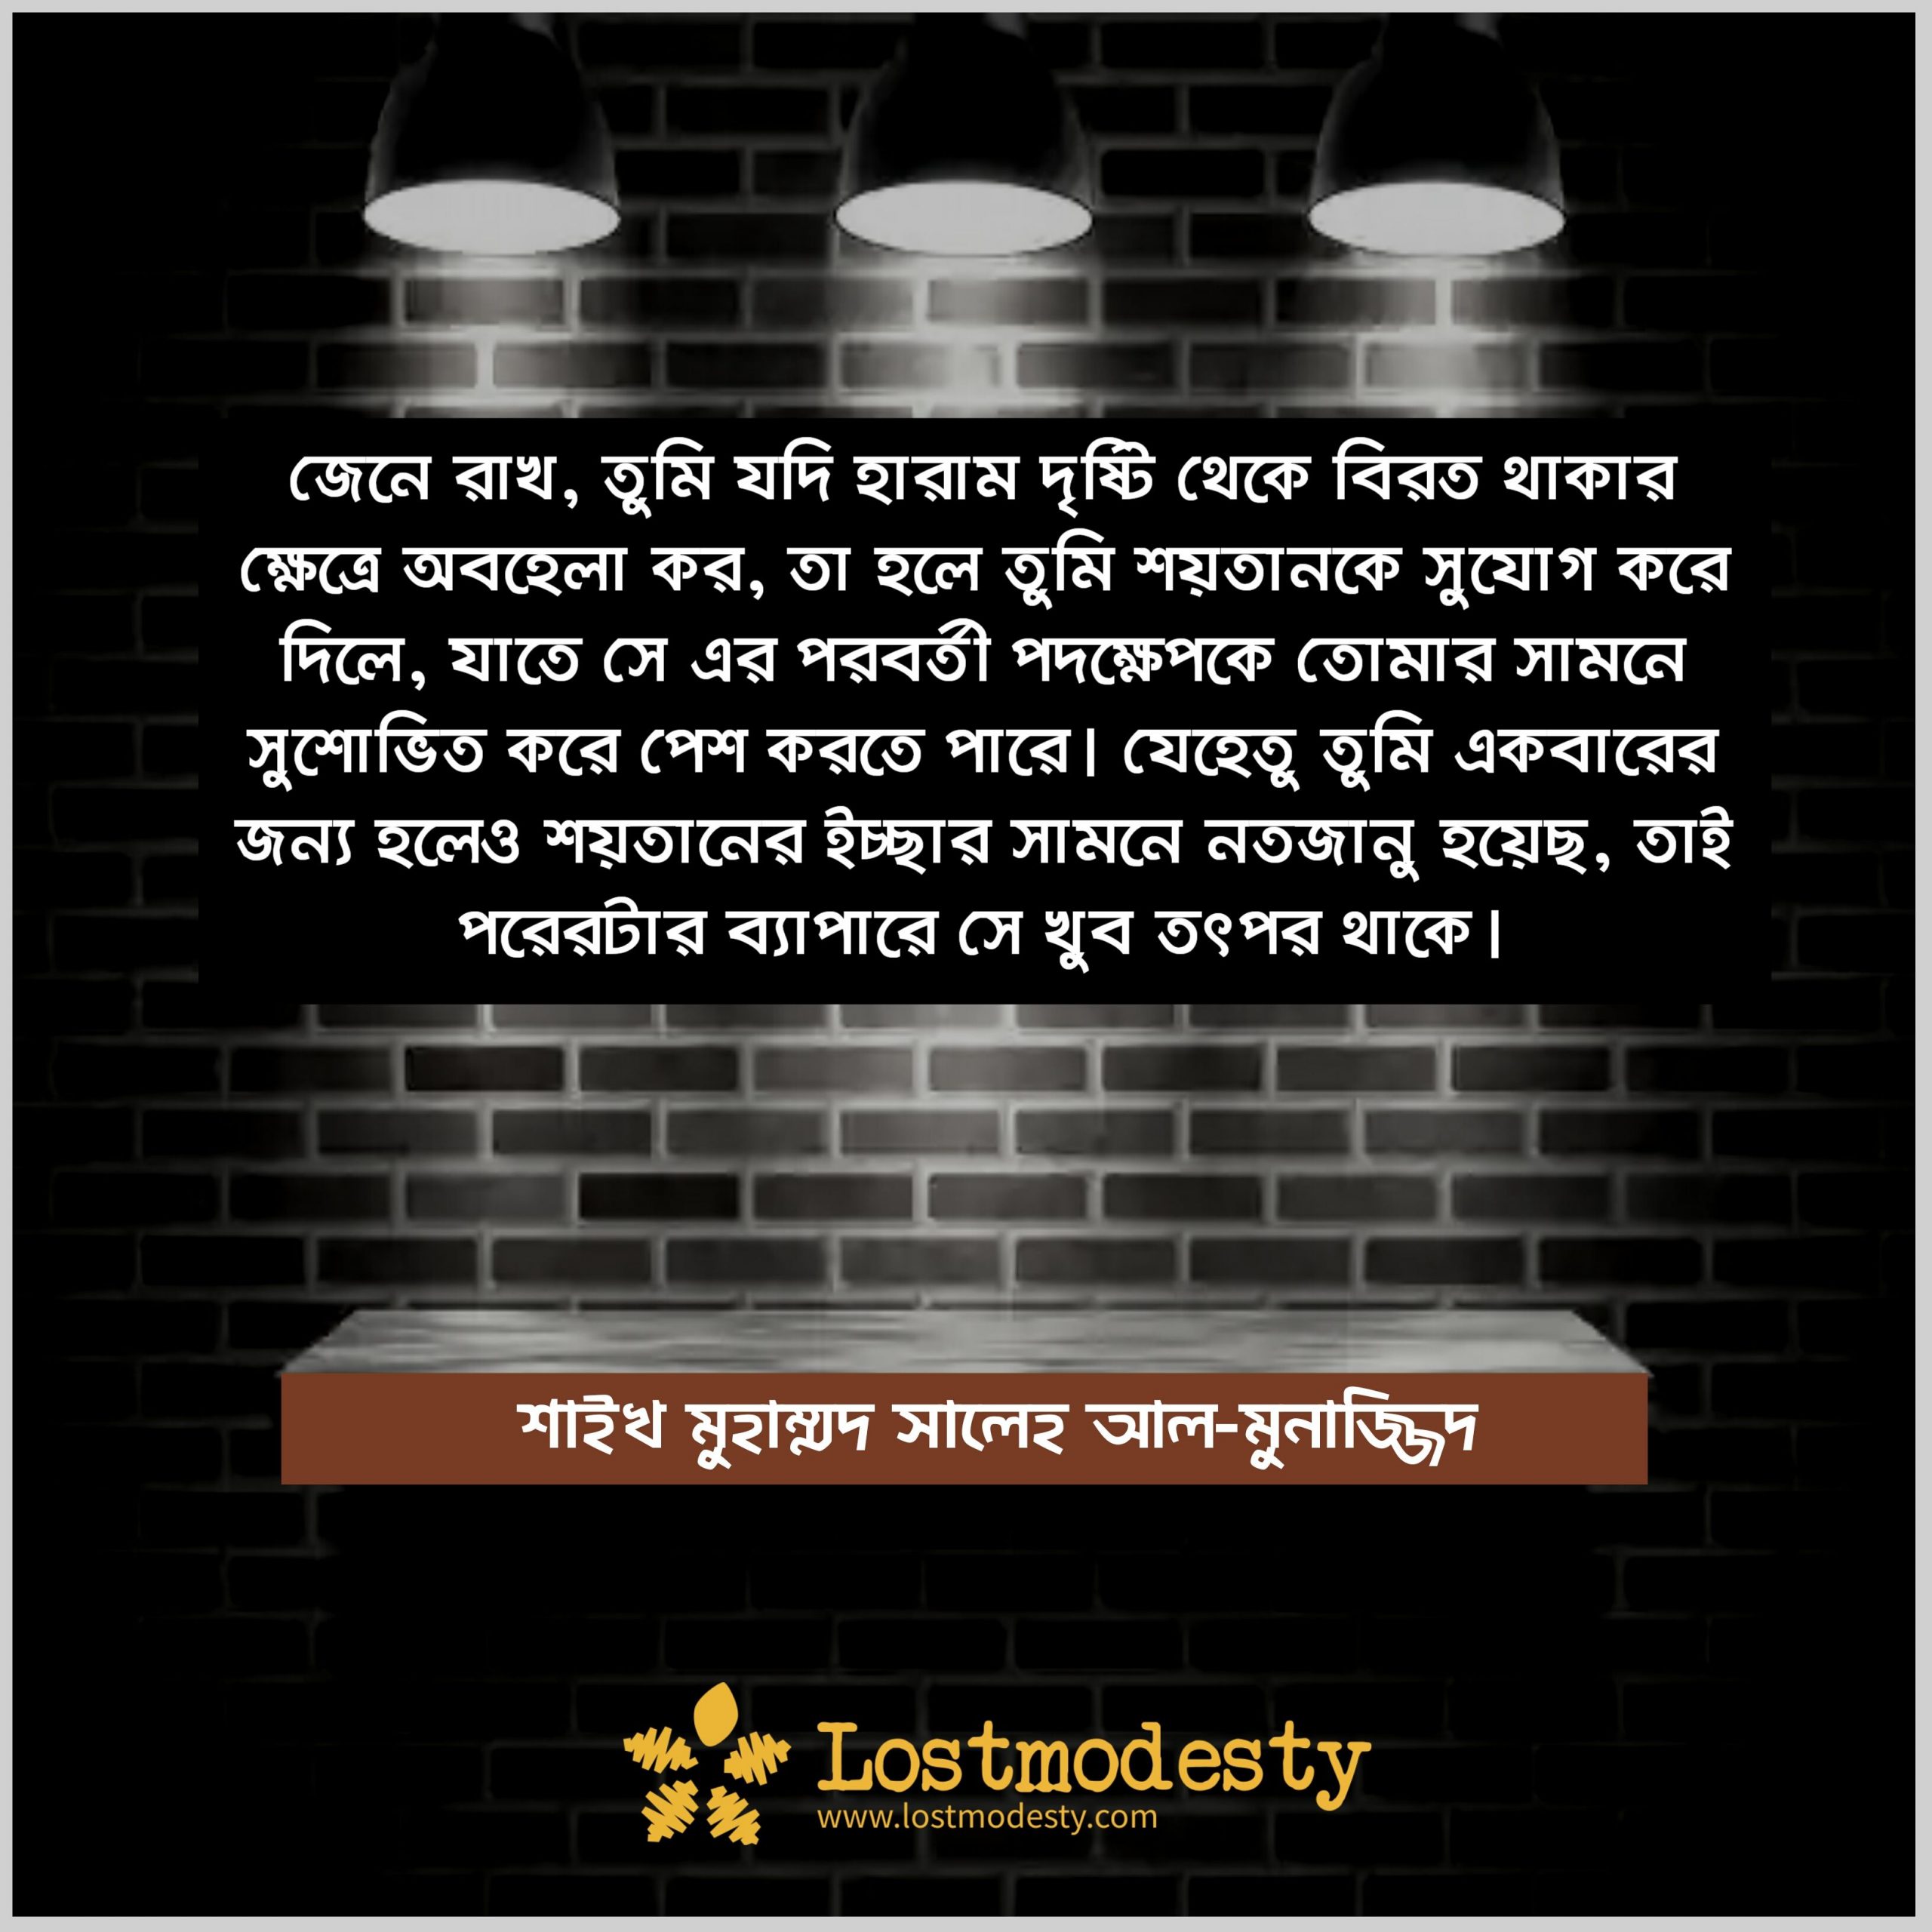 জেনে রাখ, তুমি যদি হারাম দৃষ্টি থেকে বিরত থাকার
ক্ষেত্রে অবহেলা কর, তা হলে তুমি শয়তানকে সুযোগ করে
দিলে, যাতে সে এর পরবর্তী পদক্ষেপকে তোমার সামনে
সুশোভিত করে পেশ করতে পারে। যেহেতু তুমি একবারের
জন্য হলেও শয়তানের ইচ্ছার সামনে নতজানু হয়েছ, তাই
পরেরটার ব্যাপারে সে খুব তৎপর থাকে।
শাইখ মুহাম্মদ সালেহ আল-মুনাজ্জিদ
Lostmodesty
www.lostmodesty.com